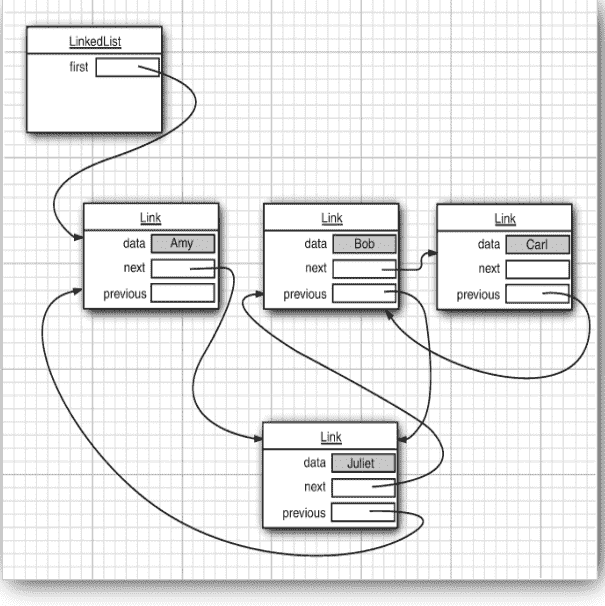 LinkedList
first
Link
data Amy
next
previous
Link
data Bob
next
previous
Link
data Carl
next
previous
Link
data Juliet
next
previous